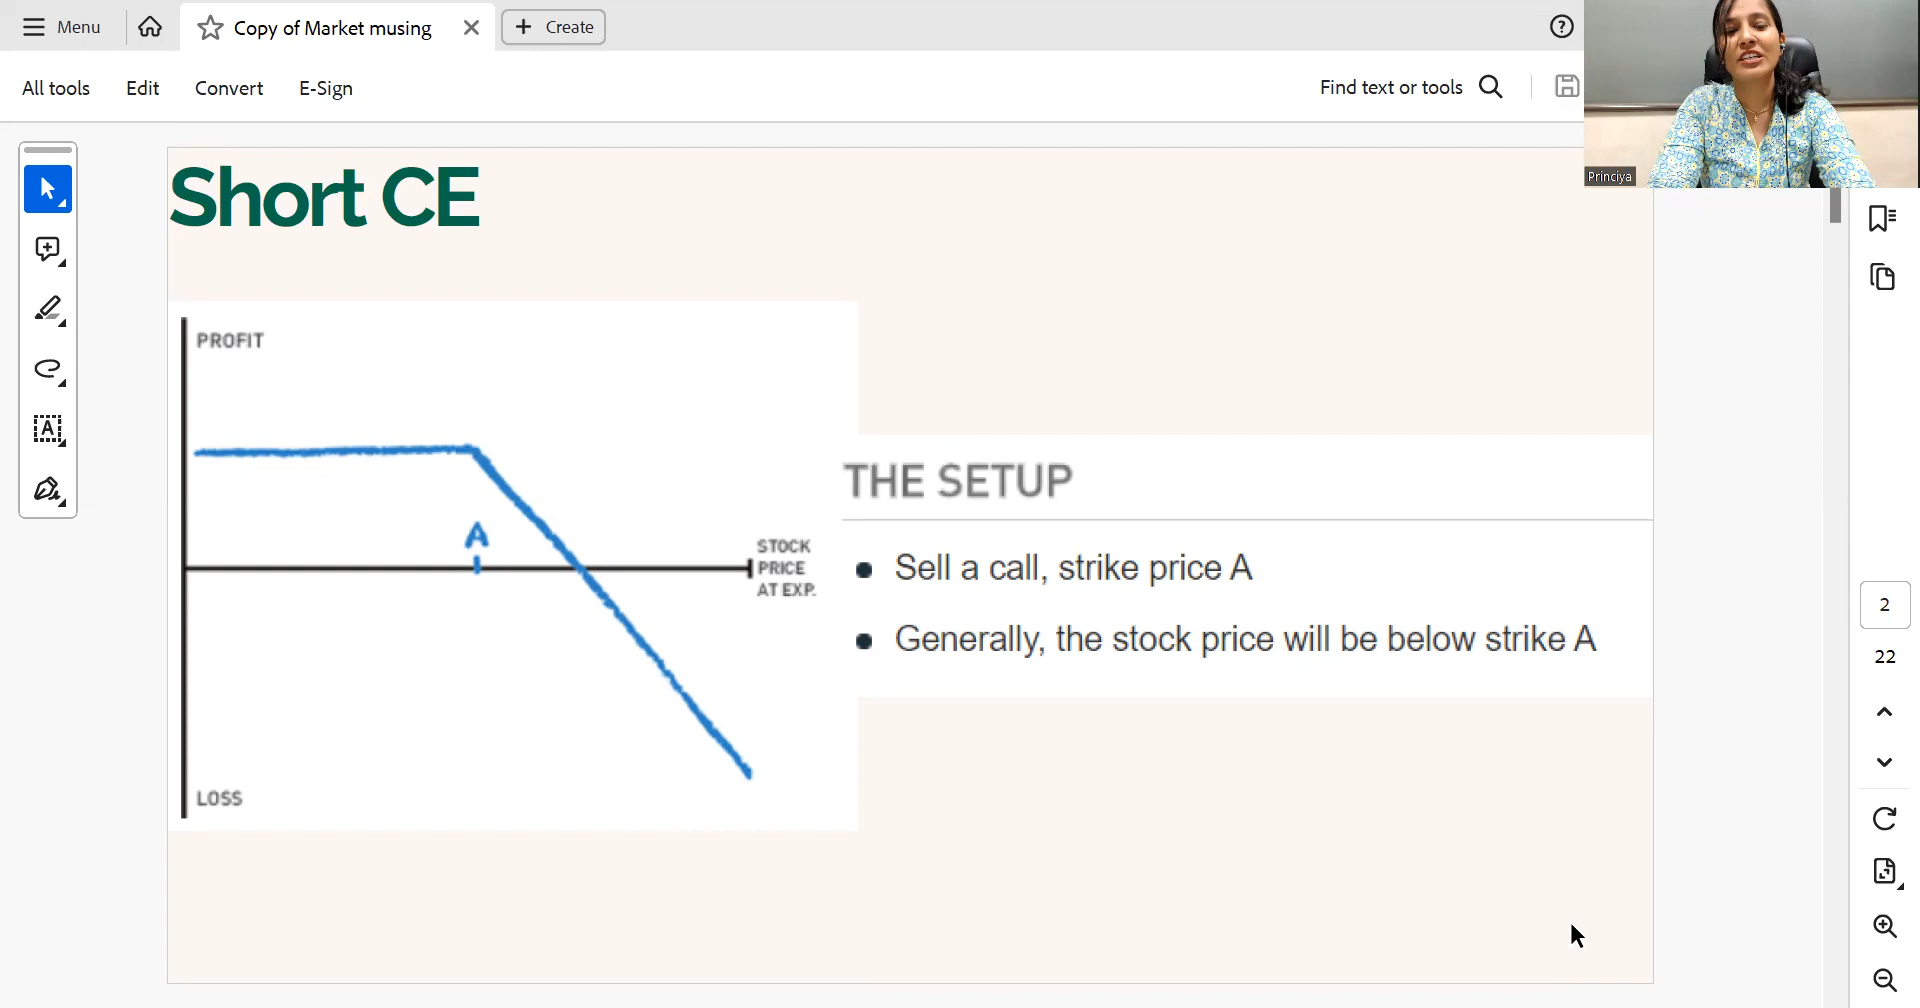 Menu
Copy of Market musing
Create
All tools
Edit
Convert
E-Sign
Find text or tools
Princiya
Short CE
PROFIT
A
STOCK
PRICE
AT EXP.
LOSS
THE SETUP
Sell a call, strike price A
Generally, the stock price will be below strike A
2
22